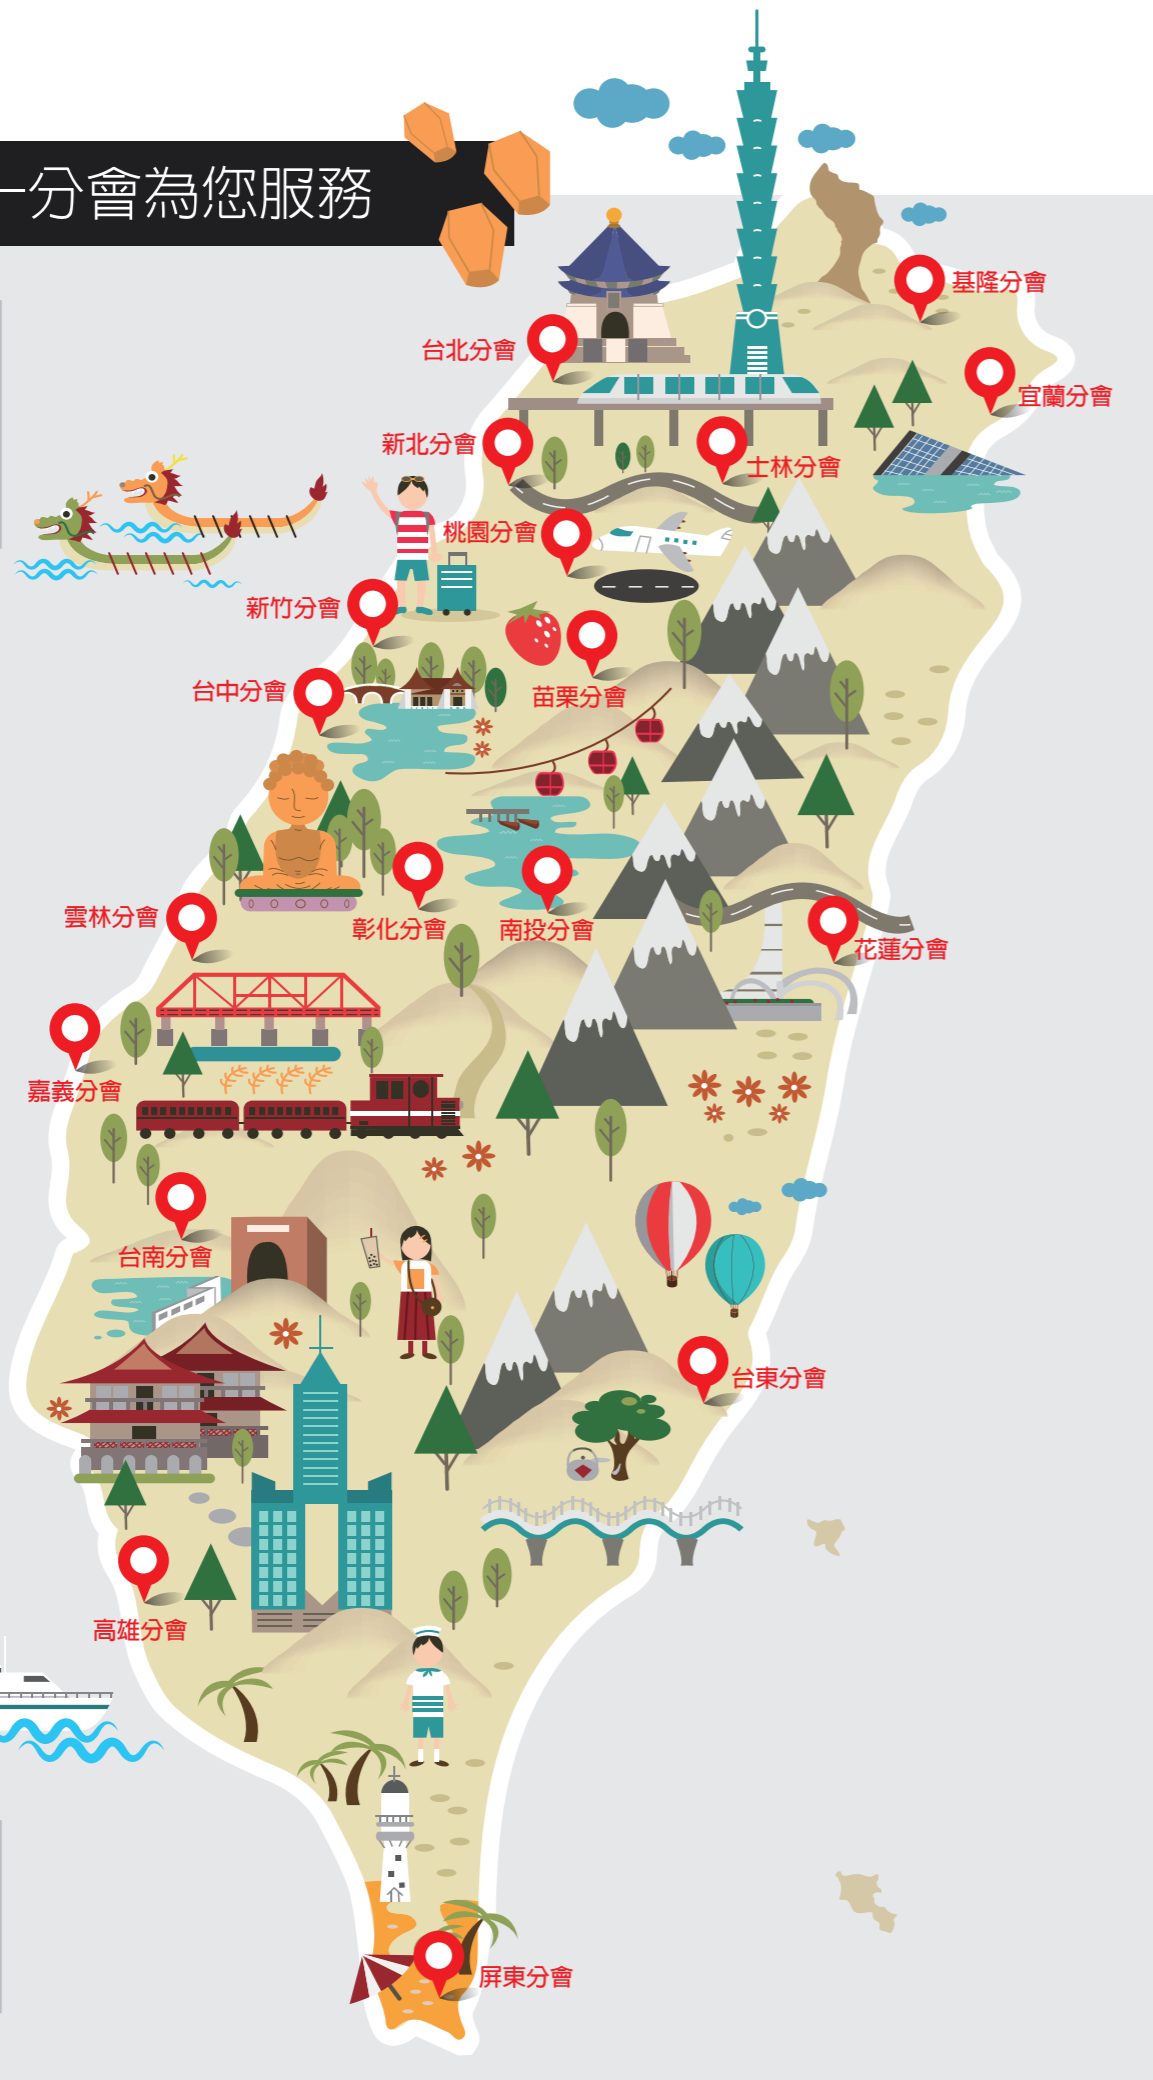 一分會為您服務
基隆分會
台北分會
宜蘭分會
新北分會
士林分會
桃園分會
新竹分會
台中分會
苗栗分會
雲林分會
彰化分會
南投分會
花蓮分會
嘉義分會
台南分會
台東分會
高雄分會
屏東分會